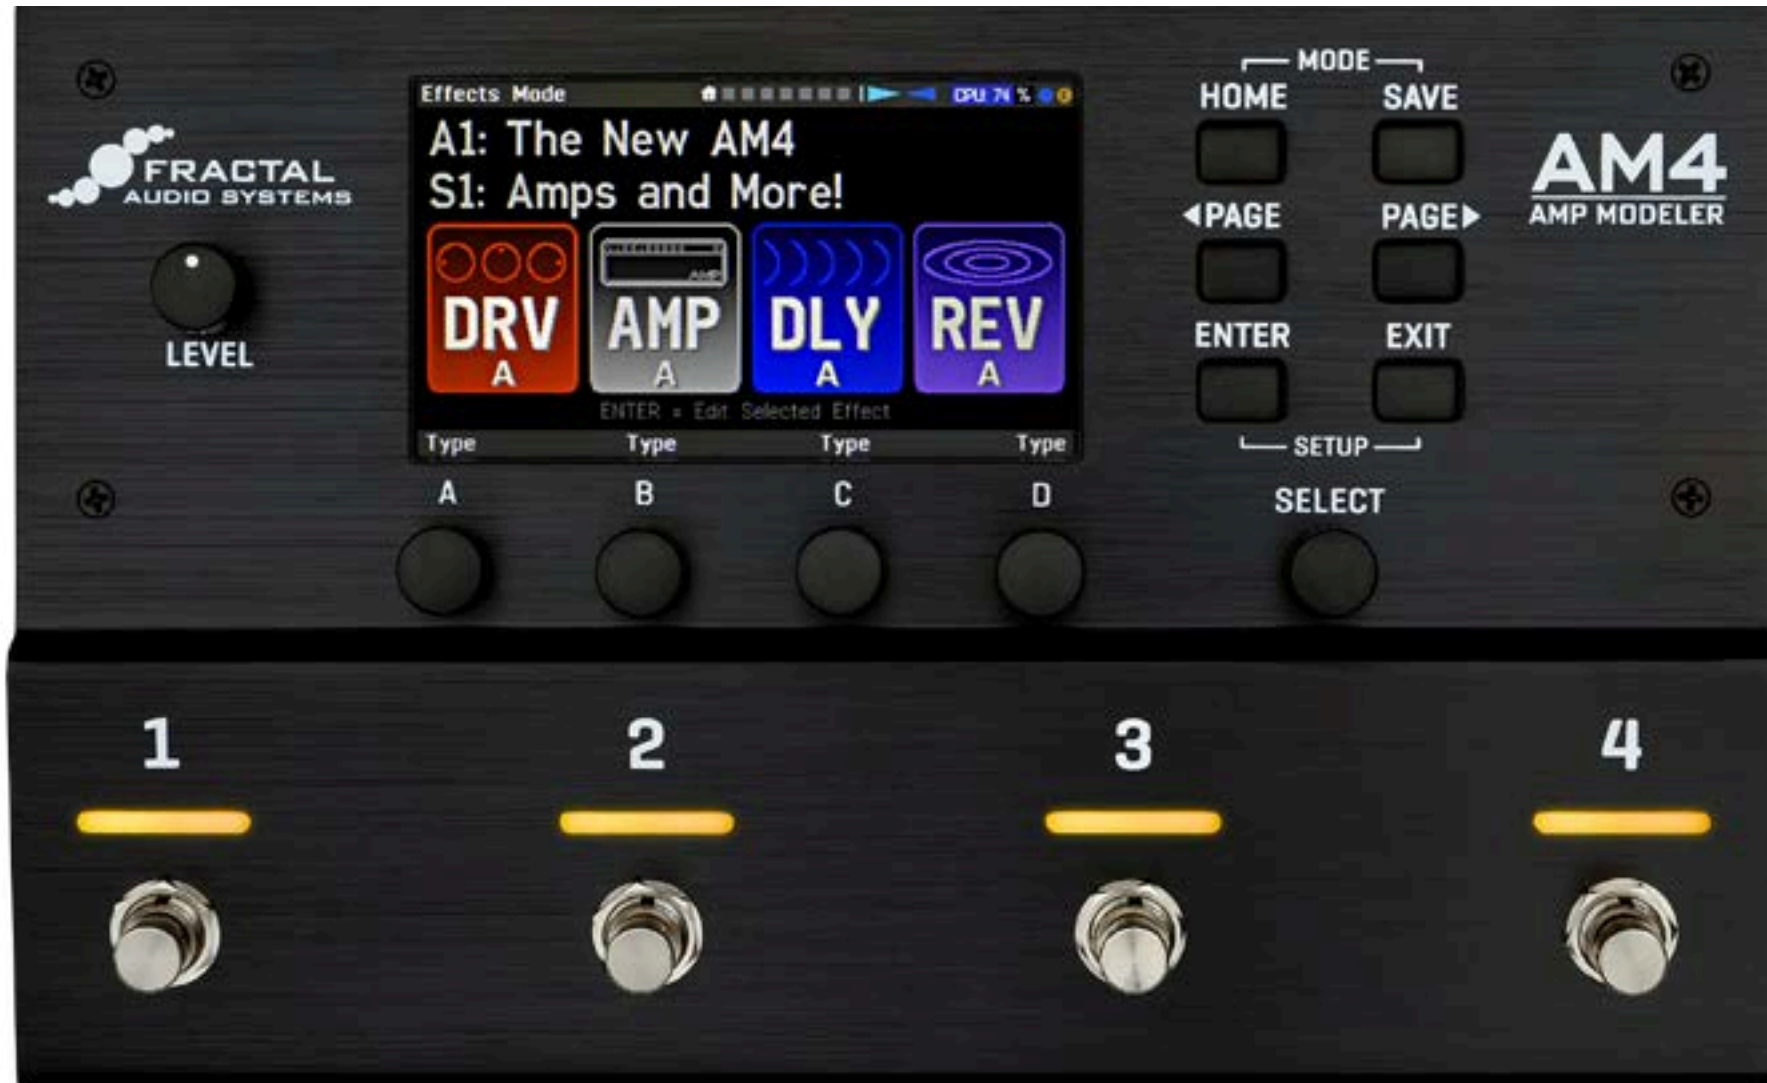 Effects Mode
CPU: 74 %
A1: The New AM4
S1: Amps and More!
DRV
A
AMP
AMP
A
DLY
A
REV
A
ENTER = Edit Selected Effect
Type Type Type Type
A B C D
FRACTAL
AUDIO SYSTEMS
LEVEL
MODE
HOME SAVE
◀PAGE PAGE▶
ENTER EXIT
SETUP
SELECT
AM4
AMP MODELER
1 2 3 4